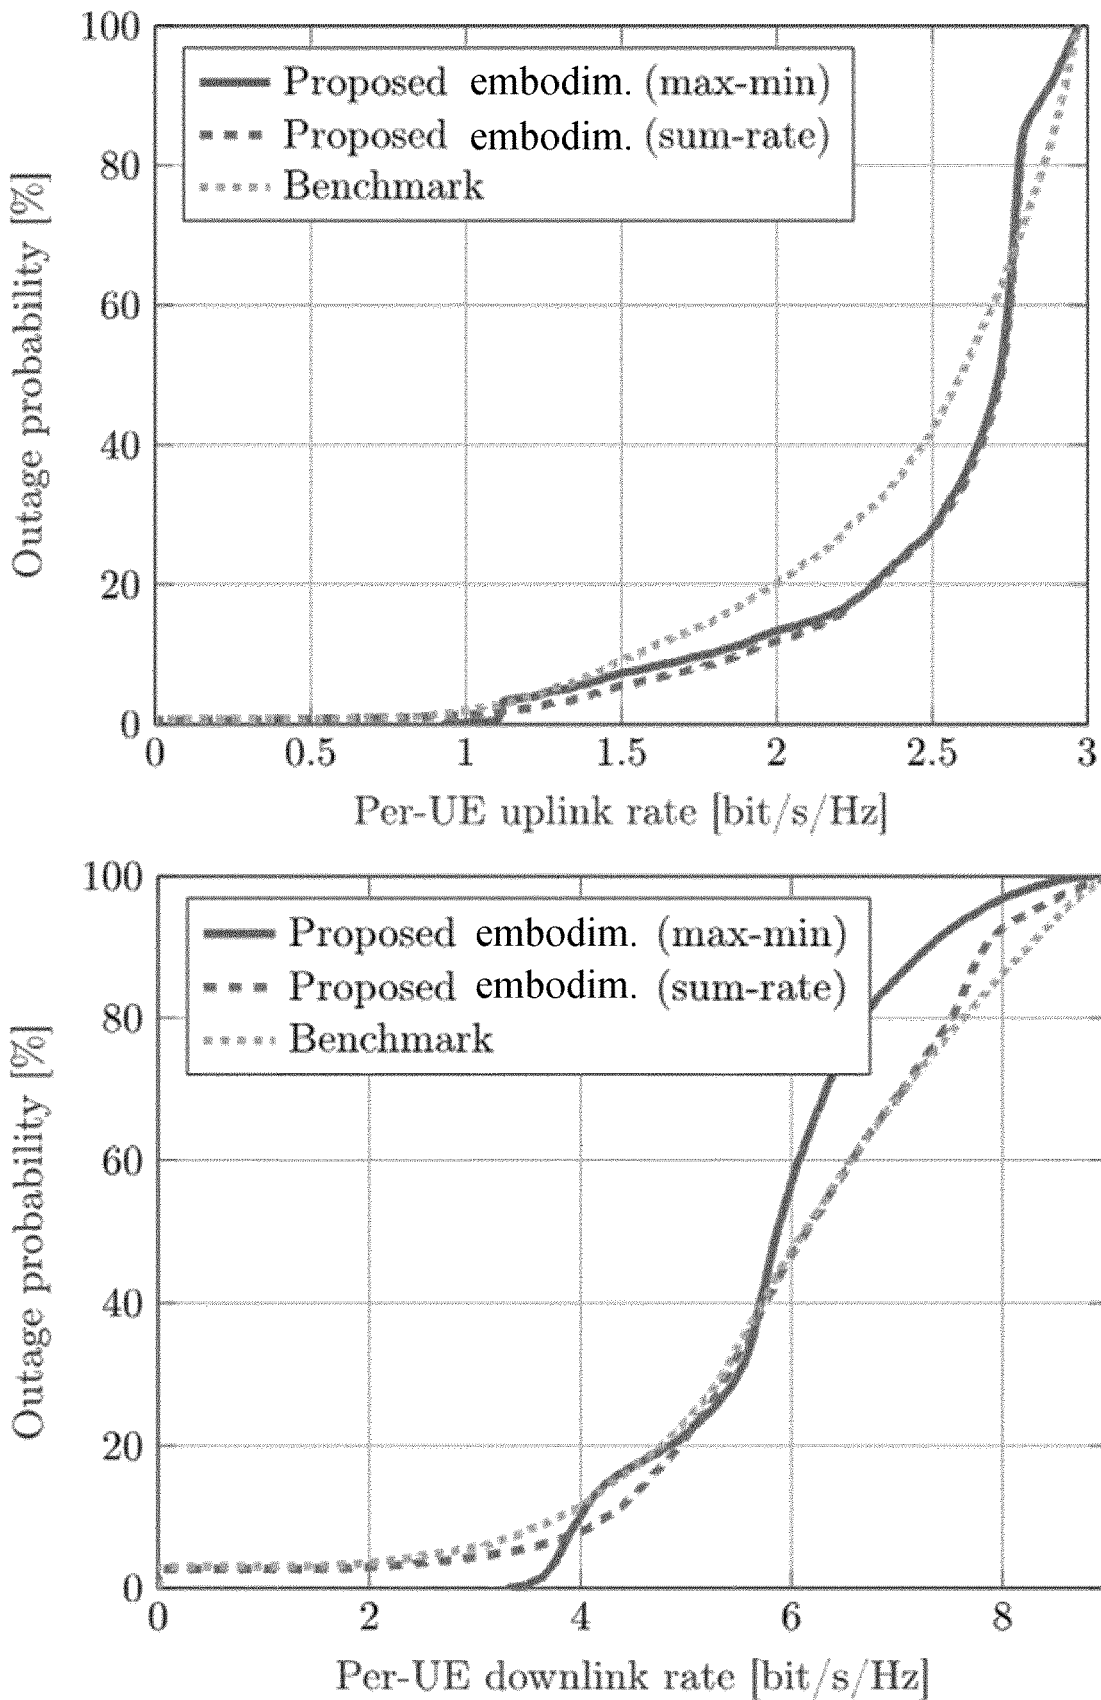 100
80
60
40
20
0
Outage probability [%]
Proposed embodim. (max-min)
Proposed embodim. (sum-rate)
Benchmark
0 0.5 1 1.5 2 2.5 3
Per-UE uplink rate [bit/s/Hz]
100
80
60
40
20
0
Outage probability [%]
Proposed embodim. (max-min)
Proposed embodim. (sum-rate)
Benchmark
0 2 4 6 8
Per-UE downlink rate [bit/s/Hz]